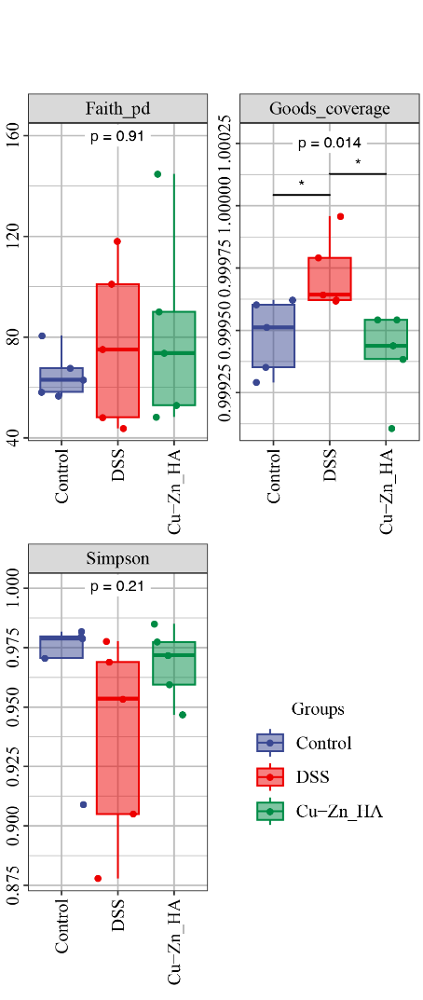 Faith_pd
p = 0.91
160
120
80
40
Control
DSS
Cu−Zn_HA
Goods_coverage
p = 0.014
*
*
1.00025
1.00000
0.99975
0.99950
0.99925
Control
DSS
Cu−Zn_HA
Simpson
p = 0.21
1.000
0.975
0.950
0.925
0.900
0.875
Control
DSS
Cu−Zn_HA
Groups
Control
DSS
Cu−Zn_HA